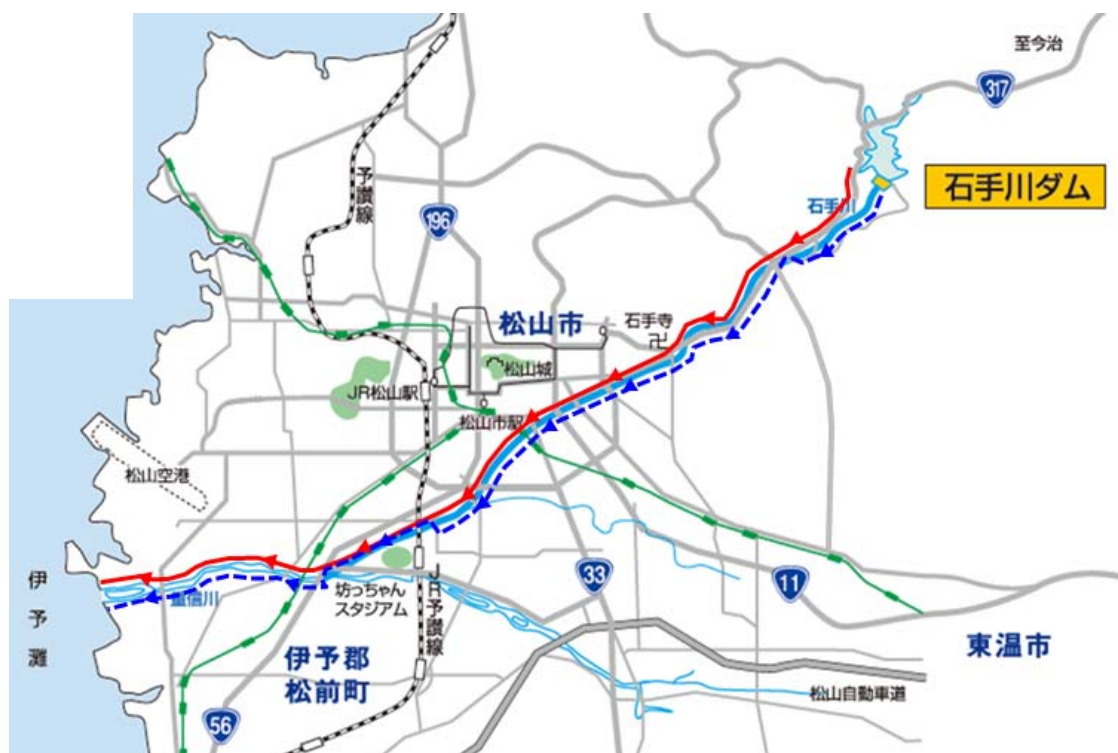 至今治
317
石手川ダム
石手川
予讃線
196
松山市
石手寺
松山城
JR松山駅
松山市駅
松山空港
伊予灘
重信川
坊っちゃん
スタジアム
JR予讃線
33
11
東温市
伊予郡
松前町
松山自動車道
56